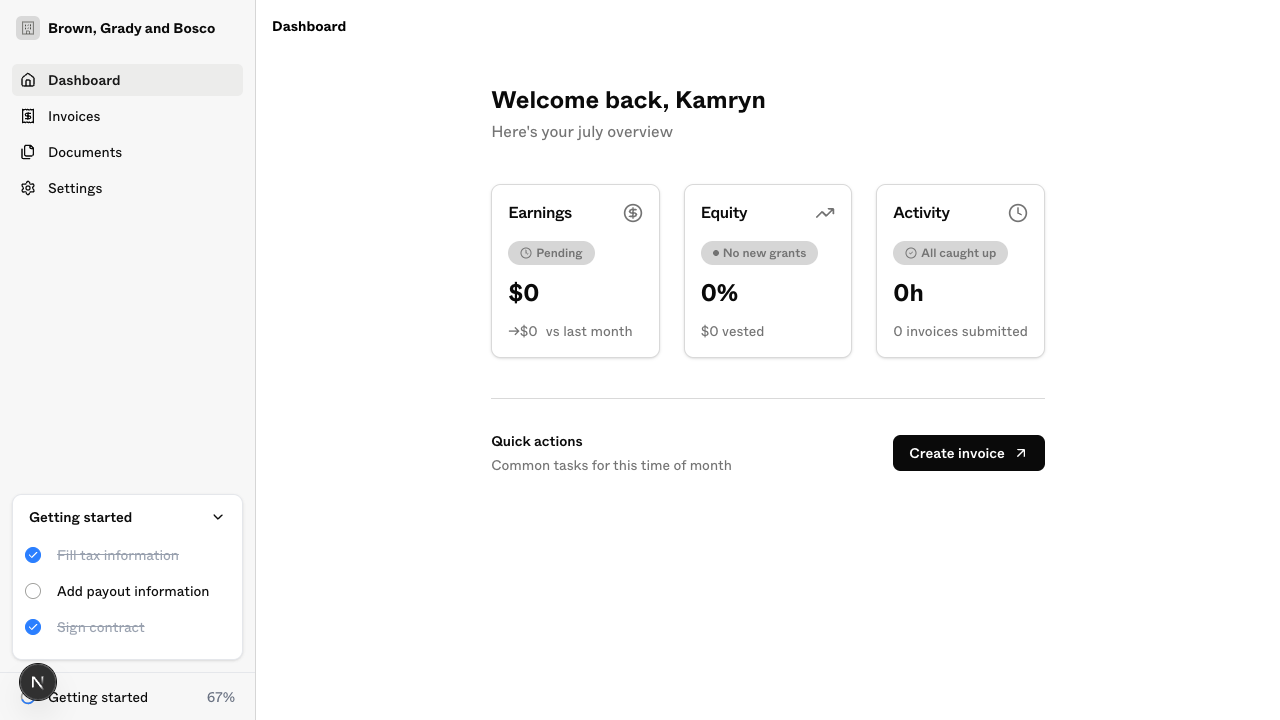 Brown, Grady and Bosco
Dashboard
Invoices
Documents
Settings
Getting started
Fill tax information
Add payout information
Sign contract
N
Getting started
67%
Dashboard
Welcome back, Kamryn
Here's your july overview
Earnings
Pending
$0
→$0 vs last month
Equity
No new grants
0%
$0 vested
Activity
All caught up
0h
0 invoices submitted
Quick actions
Common tasks for this time of month
Create invoice